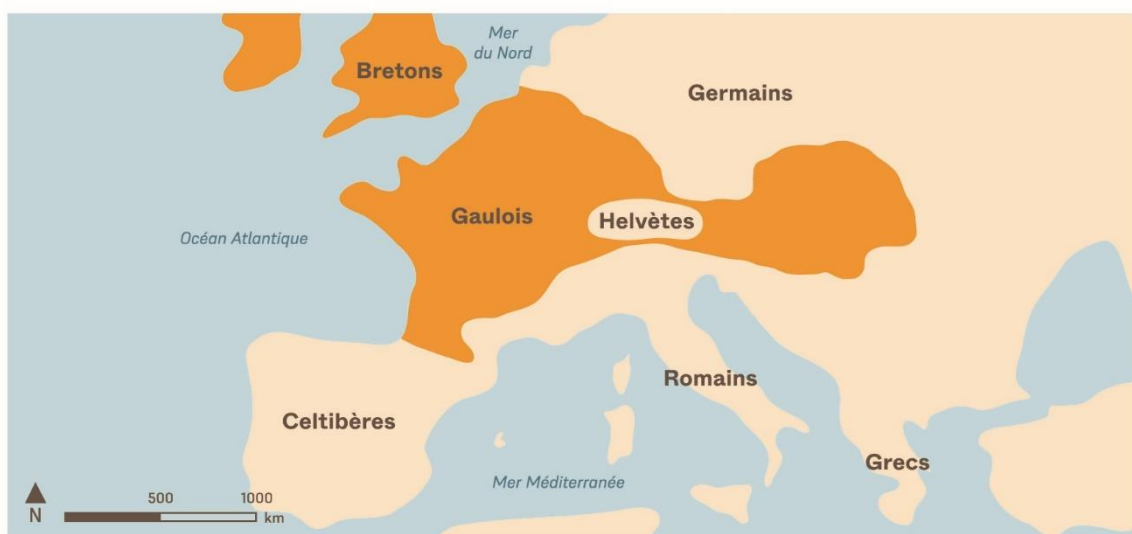 Mer
du Nord
Bretons
Germains
Gaulois
Helvètes
Océan Atlantique
Romains
Celtibères
Grecs
Mer Méditerranée
500
1000
N
km